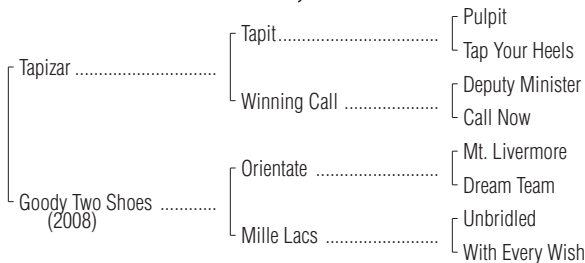 Pulpit
Tapit
Tap Your Heels
Tapizar
Deputy Minister
Winning Call
Call Now
Mt. Livermore
Orientate
Dream Team
Goody Two Shoes
(2008)
Unbridled
Mille Lacs
With Every Wish